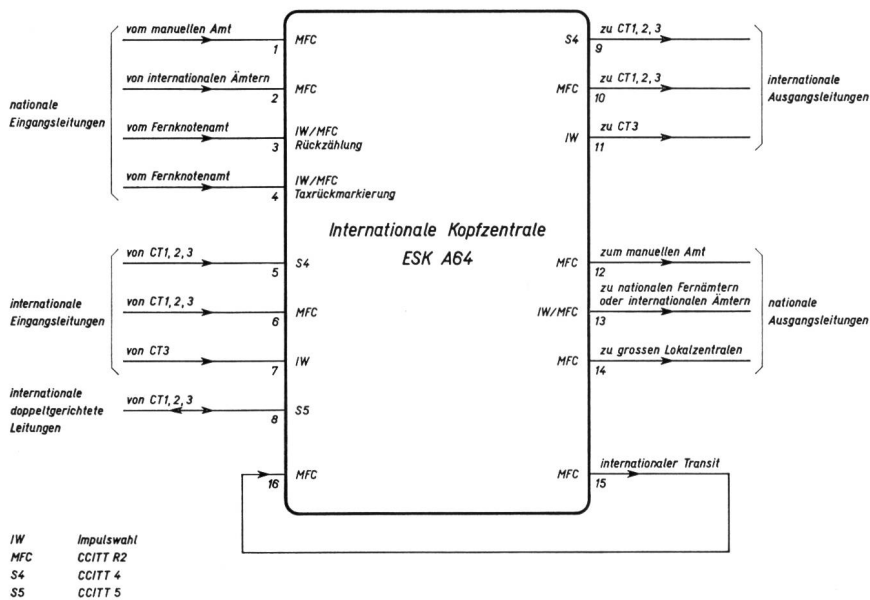 nationale
Eingangsleitungen
vom manuellen Amt
1
MFC
von internationalen Ämtern
2
MFC
vom Fernknotenamt
3
IW/MFC
Rückzählung
vom Fernknotenamt
4
IW/MFC
Taxrückmarkierung
internationale
Eingangsleitungen
von CT1, 2, 3
5
S4
von CT1, 2, 3
6
MFC
von CT3
7
IW
internationale
doppeltgerichtete
Leitungen
von CT1, 2, 3
8
S5
16
MFC
Internationale Kopfzentrale
ESK A64
S4
zu CT1, 2, 3
9
MFC
zu CT1, 2, 3
10
IW
zu CT3
11
internationale
Ausgangsleitungen
MFC
zum manuellen Amt
12
IW/MFC
zu nationalen Fernämtern
oder internationalen Ämtern
13
MFC
zu grossen Lokalzentralen
14
nationale
Ausgangsleitungen
MFC
internationaler Transit
15
IW Impulswahl
MFC CCITT R2
S4 CCITT 4
S5 CCITT 5